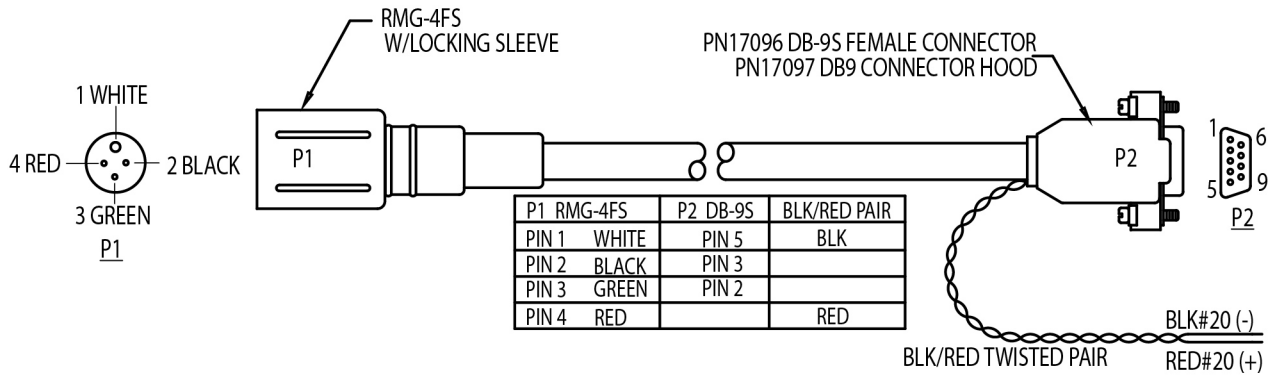 RMG-4FS
W/LOCKING SLEEVE
PN17096 DB-9S FEMALE CONNECTOR
PN17097 DB9 CONNECTOR HOOD
1 WHITE
4 RED
2 BLACK
3 GREEN
P1
P1
P2
1
6
5
9
P2
P1 RMG-4FS P2 DB-9S BLK/RED PAIR
PIN 1 WHITE PIN 5 BLK
PIN 2 BLACK PIN 3
PIN 3 GREEN PIN 2
PIN 4 RED RED
BLK/RED TWISTED PAIR
BLK#20 (-)
RED#20 (+)